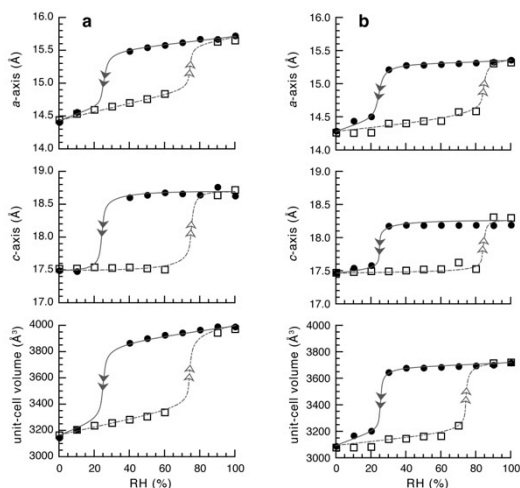 a
b
a-axis (Å)
16.0
15.5
15.0
14.5
14.0
a-axis (Å)
16.0
15.5
15.0
14.5
14.0
c-axis (Å)
19.0
18.5
18.0
17.5
17.0
c-axis (Å)
19.0
18.5
18.0
17.5
17.0
unit-cell volume (Å³)
4000
3800
3600
3400
3200
3000
0 20 40 60 80 100
RH (%)
unit-cell volume (Å³)
4000
3800
3600
3400
3200
3000
0 20 40 60 80 100
RH (%)